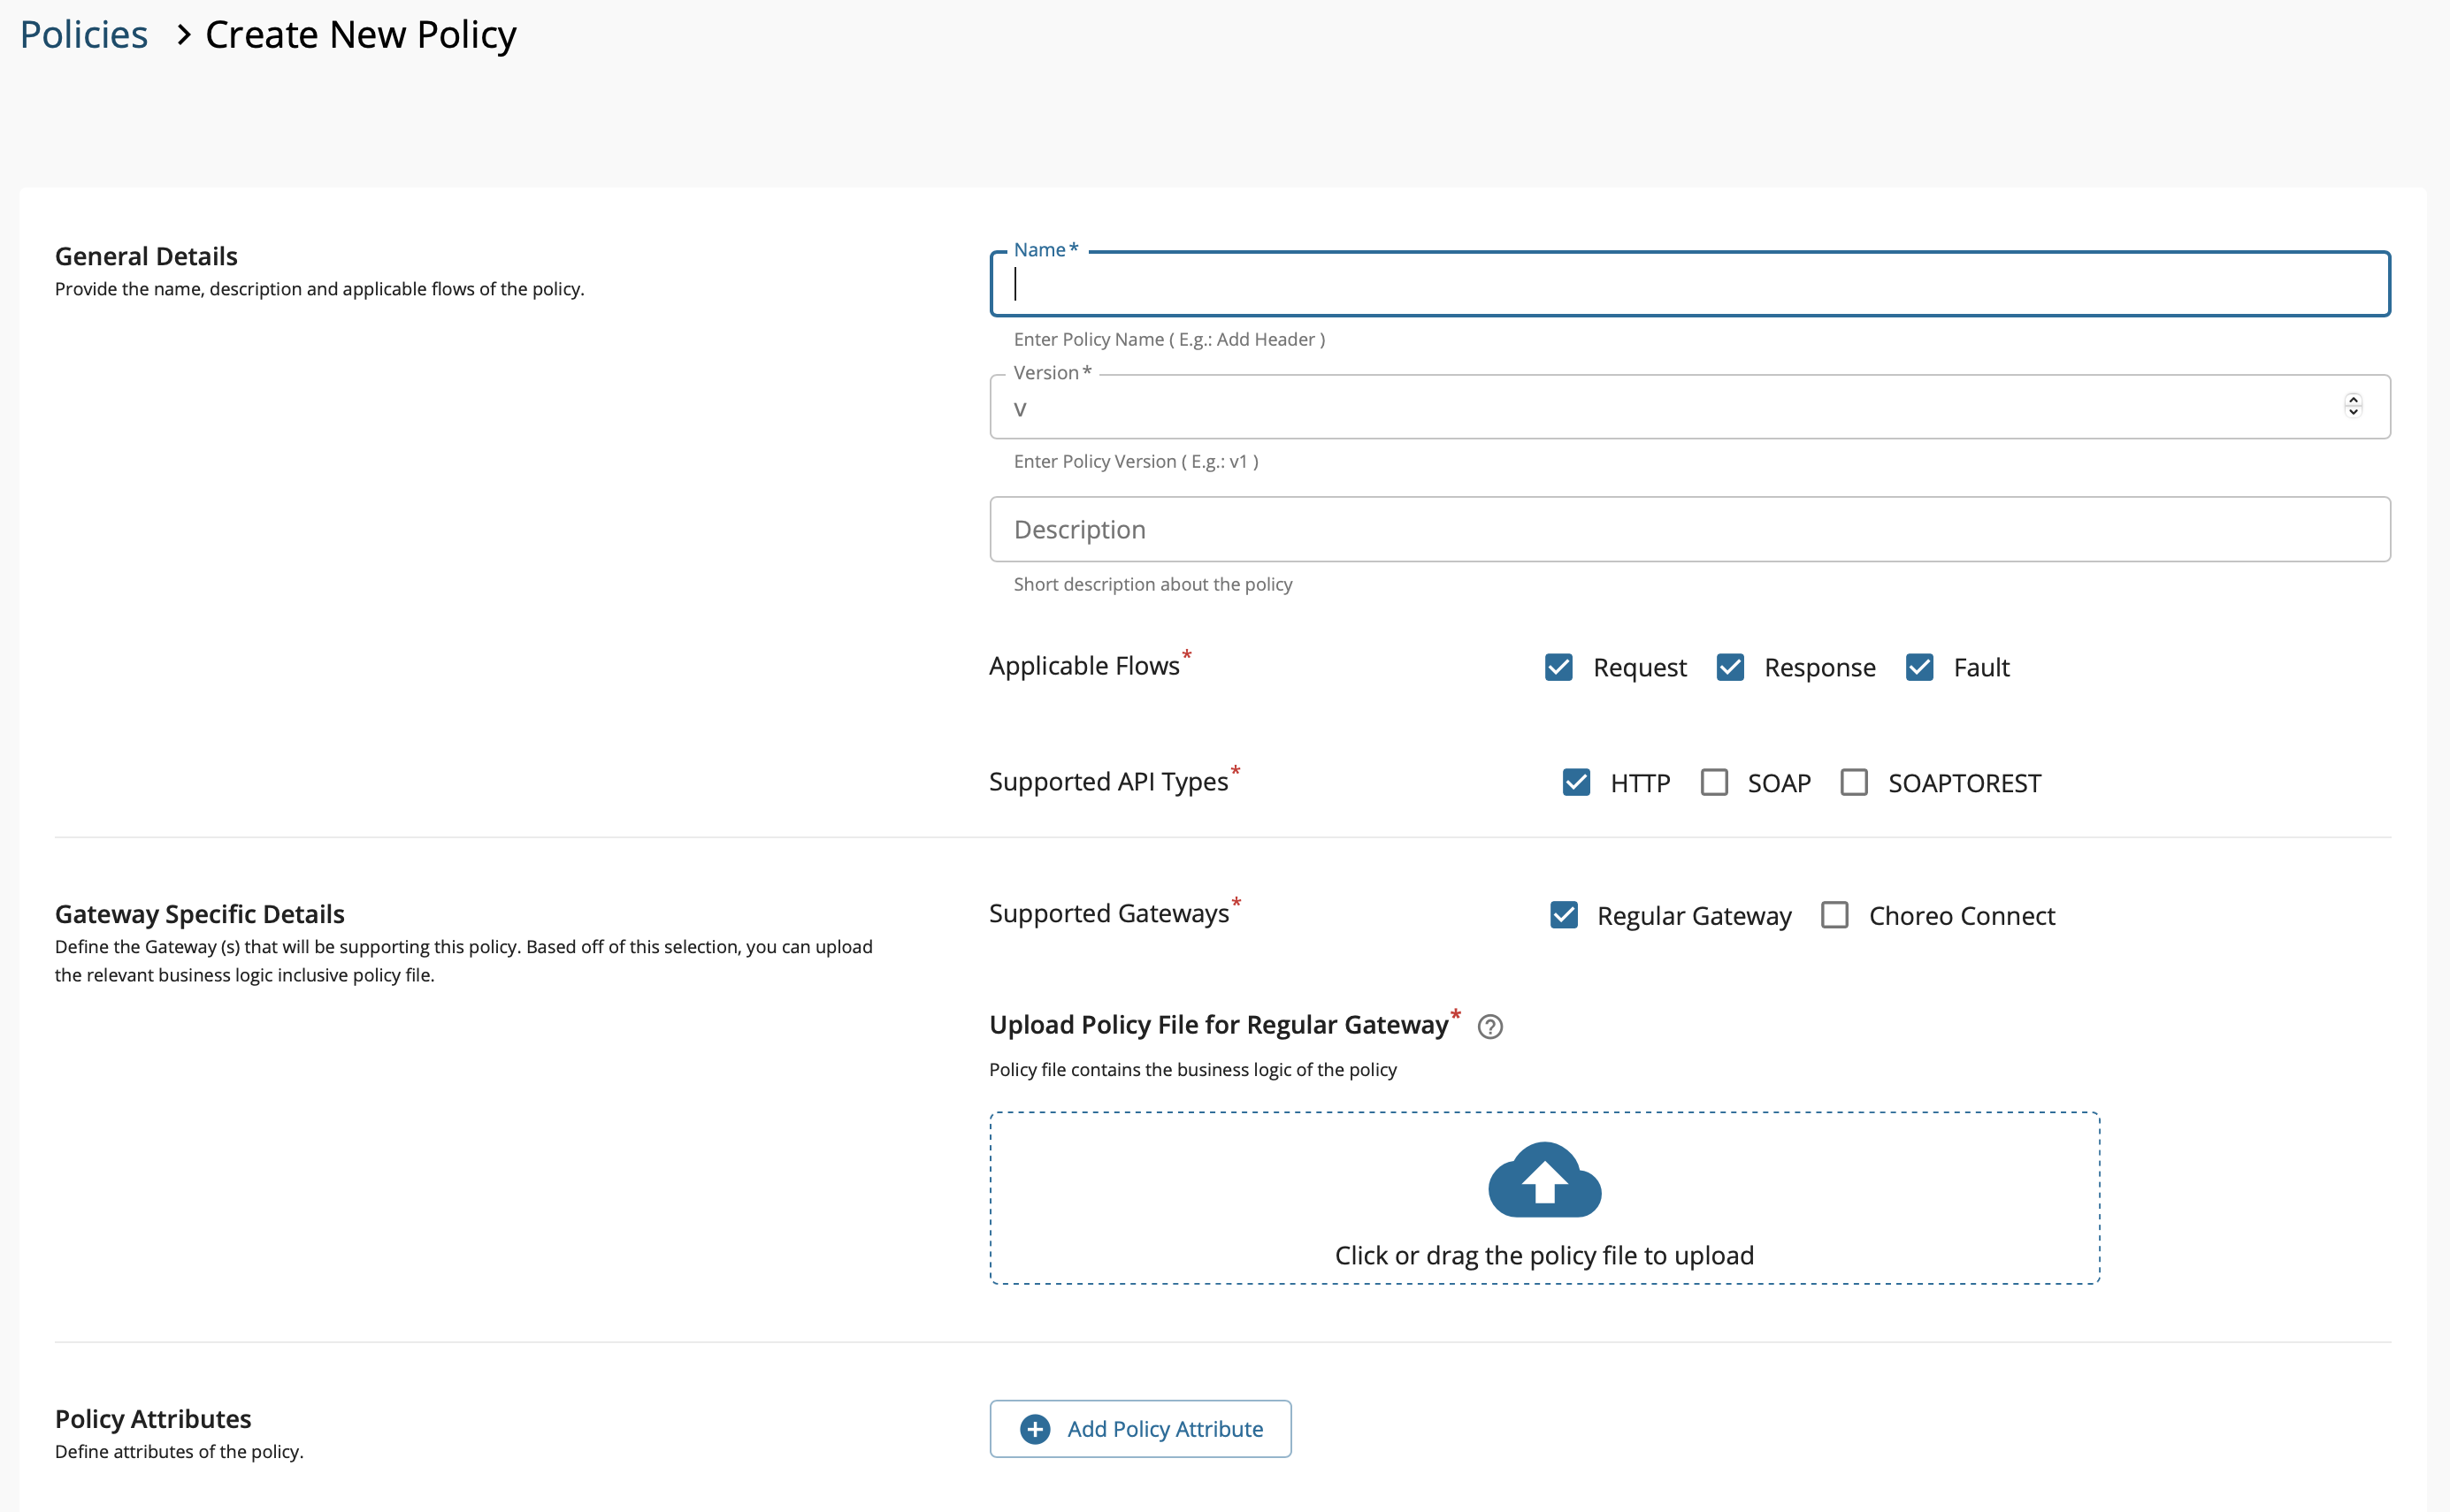 Policies > Create New Policy
General Details
Provide the name, description and applicable flows of the policy.
Name *
Enter Policy Name ( E.g.: Add Header )
Version *
v
Enter Policy Version ( E.g.: v1 )
Description
Short description about the policy
Applicable Flows* Request Response Fault
Supported API Types* HTTP SOAP SOAPTOREST
Gateway Specific Details
Define the Gateway (s) that will be supporting this policy. Based off of this selection, you can upload
the relevant business logic inclusive policy file.
Supported Gateways* Regular Gateway Choreo Connect
Upload Policy File for Regular Gateway* ?
Policy file contains the business logic of the policy
Click or drag the policy file to upload
Policy Attributes
Define attributes of the policy.
Add Policy Attribute